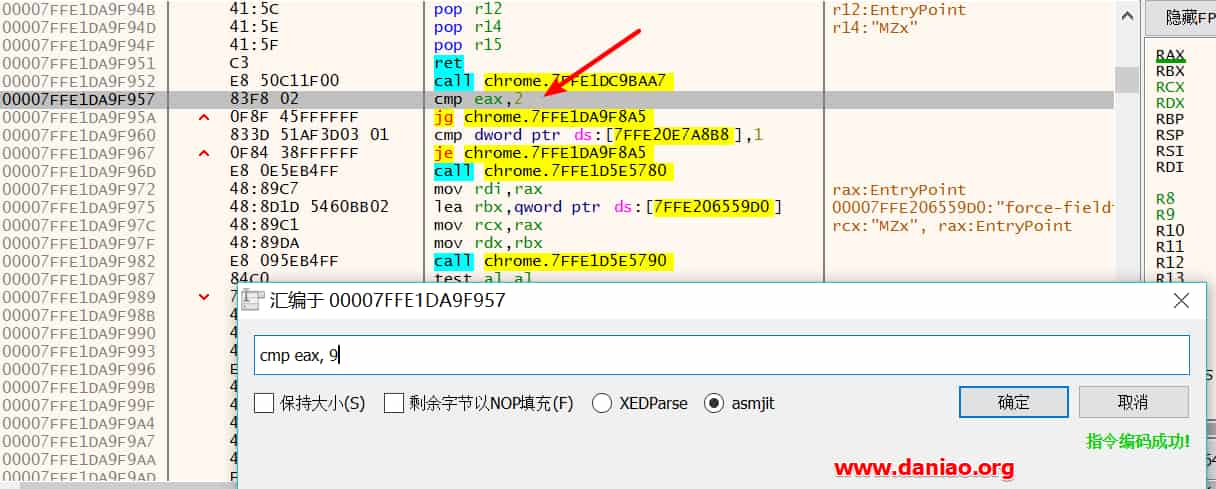 00007FFE1DA9F94B 41:5C pop r12 r12:EntryPoint
00007FFE1DA9F94D 41:5E pop r14 r14:"MZx"
00007FFE1DA9F94F 41:5F pop r15
00007FFE1DA9F951 C3 ret
00007FFE1DA9F952 E8 50C11F00 call chrome.7FFE1DC9BAA7
00007FFE1DA9F957 83F8 02 cmp eax,2
00007FFE1DA9F95A 0F8F 45FFFFFF jg chrome.7FFE1DA9F8A5
00007FFE1DA9F960 833D 51AF3D03 01 cmp dword ptr ds:[7FFE20E7A8B8],1
00007FFE1DA9F967 0F84 38FFFFFF je chrome.7FFE1DA9F8A5
00007FFE1DA9F96D E8 0E5EB4FF call chrome.7FFE1D5E5780
00007FFE1DA9F972 48:89C7 mov rdi,rax rax:EntryPoint
00007FFE1DA9F975 48:8D1D 5460BB02 lea rbx,qword ptr ds:[7FFE206559D0] 00007FFE206559D0:"force-field
00007FFE1DA9F97C 48:89C1 mov rcx,rax rcx:"MZx", rax:EntryPoint
00007FFE1DA9F97F 48:89DA mov rdx,rbx
00007FFE1DA9F982 E8 095EB4FF call chrome.7FFE1D5E5790
00007FFE1DA9F987 84C0 test al,al
00007FFE1DA9F989 7
00007FFE1DA9F98B 4
00007FFE1DA9F990 4
00007FFE1DA9F993 4
00007FFE1DA9F996 E
00007FFE1DA9F99B 4
00007FFE1DA9F99F 4
00007FFE1DA9F9A4 4
00007FFE1DA9F9A7 4
00007FFE1DA9F9AA 4
00007FFE1DA9F9AD
隐藏FP
RAX
RBX
RCX
RDX
RBP
RSP
RSI
RDI
R8
R9
R10
R11
R12
R13
汇编于 00007FFE1DA9F957
cmp eax, 9
保持大小(S) 剩余字节以NOP填充(F) XEDParse asmjit 确定 取消
指令编码成功!
www.daniao.org